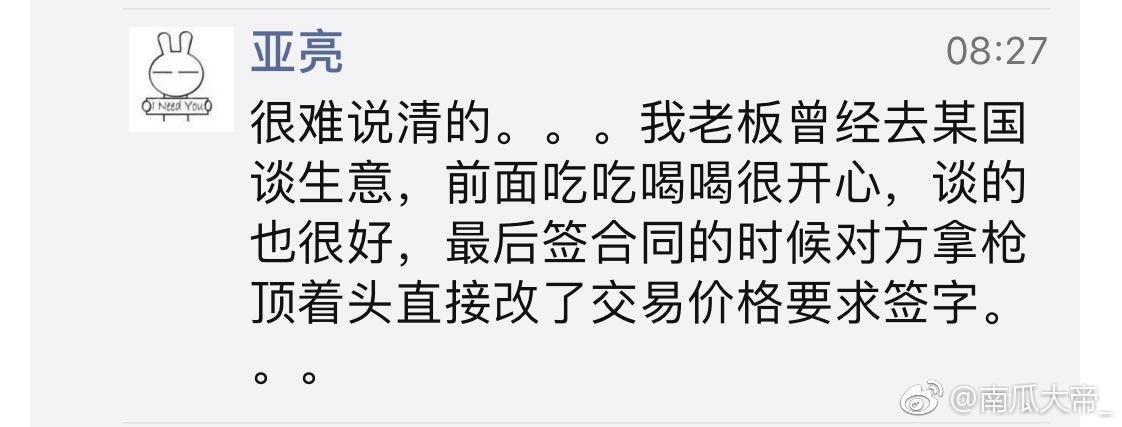 亚亮
08:27
I Need You
很难说清的。。。我老板曾经去某国
谈生意，前面吃吃喝喝很开心，谈的
也很好，最后签合同的时候对方拿枪
顶着头直接改了交易价格要求签字。
。。
@南瓜大帝_